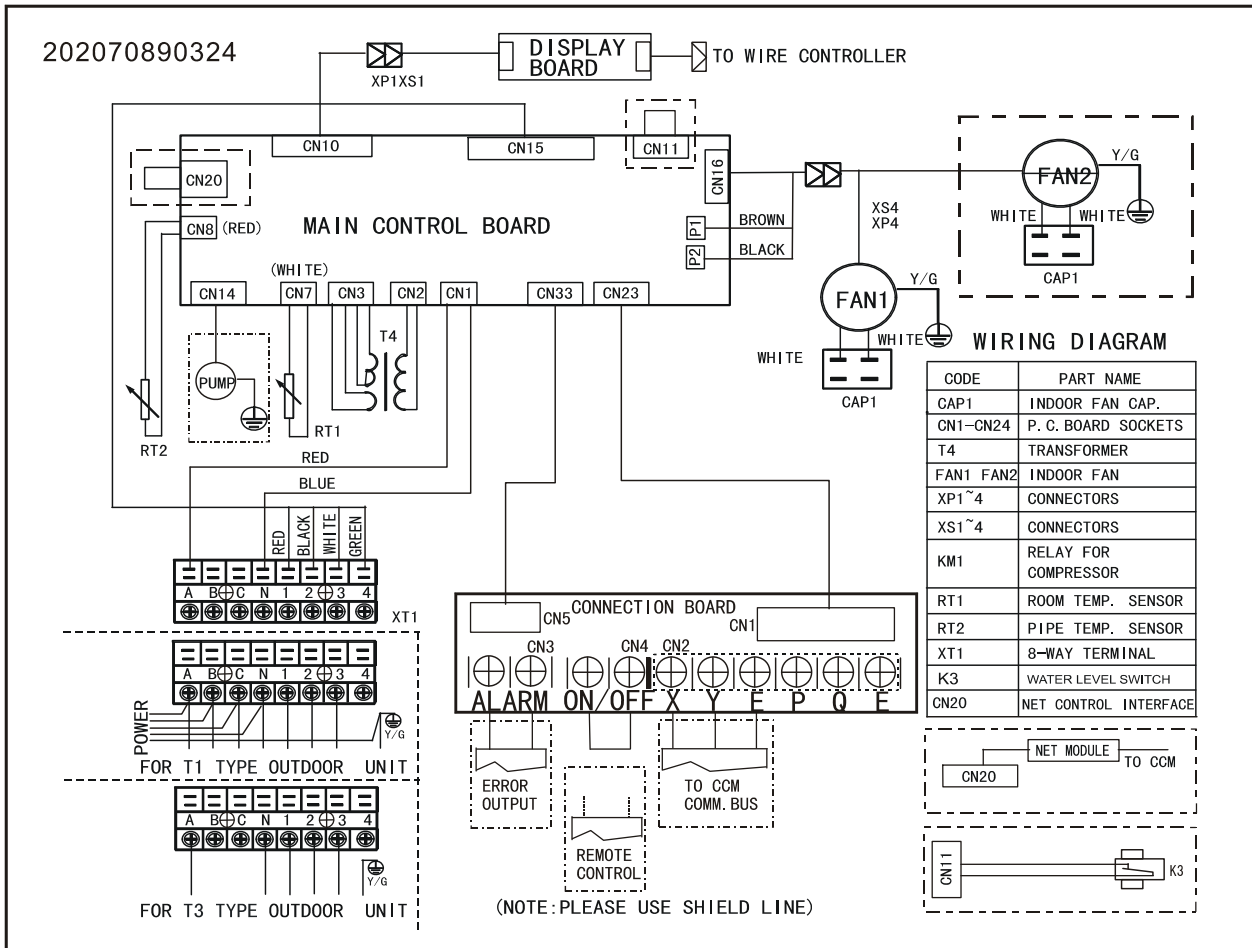 202070890324
DISPLAY
BOARD
TO WIRE CONTROLLER
XP1XS1
CN10
CN15
CN11
CN16
CN20
CN8
(RED)
MAIN CONTROL BOARD
P1
BROWN
P2
BLACK
XS4
XP4
FAN2
Y/G
WHITE
WHITE
CAP1
(WHITE)
CN14
CN7
CN3
CN2
CN1
CN33
CN23
FAN1
Y/G
WHITE
WHITE
CAP1
T4
PUMP
RT2
RT1
RED
BLUE
RED
BLACK
WHITE
GREEN
A B C N 1 2 3 4
XT1
A B C N 1 2 3 4
POWER
Y/G
FOR T1 TYPE OUTDOOR UNIT
A B C N 1 2 3 4
Y/G
FOR T3 TYPE OUTDOOR UNIT
CONNECTION BOARD
CN5
CN1
CN3
CN4
CN2
ALARM ON/OFF X Y E P Q E
ERROR
OUTPUT
REMOTE
CONTROL
TO CCM
COMM. BUS
(NOTE:PLEASE USE SHIELD LINE)
WIRING DIAGRAM
CODE PART NAME
CAP1 INDOOR FAN CAP.
CN1-CN24 P.C.BOARD SOCKETS
T4 TRANSFORMER
FAN1 FAN2 INDOOR FAN
XP1~4 CONNECTORS
XS1~4 CONNECTORS
KM1 RELAY FOR
COMPRESSOR
RT1 ROOM TEMP. SENSOR
RT2 PIPE TEMP. SENSOR
XT1 8-WAY TERMINAL
K3 WATER LEVEL SWITCH
CN20 NET CONTROL INTERFACE
NET MODULE
TO CCM
CN20
CN11
K3